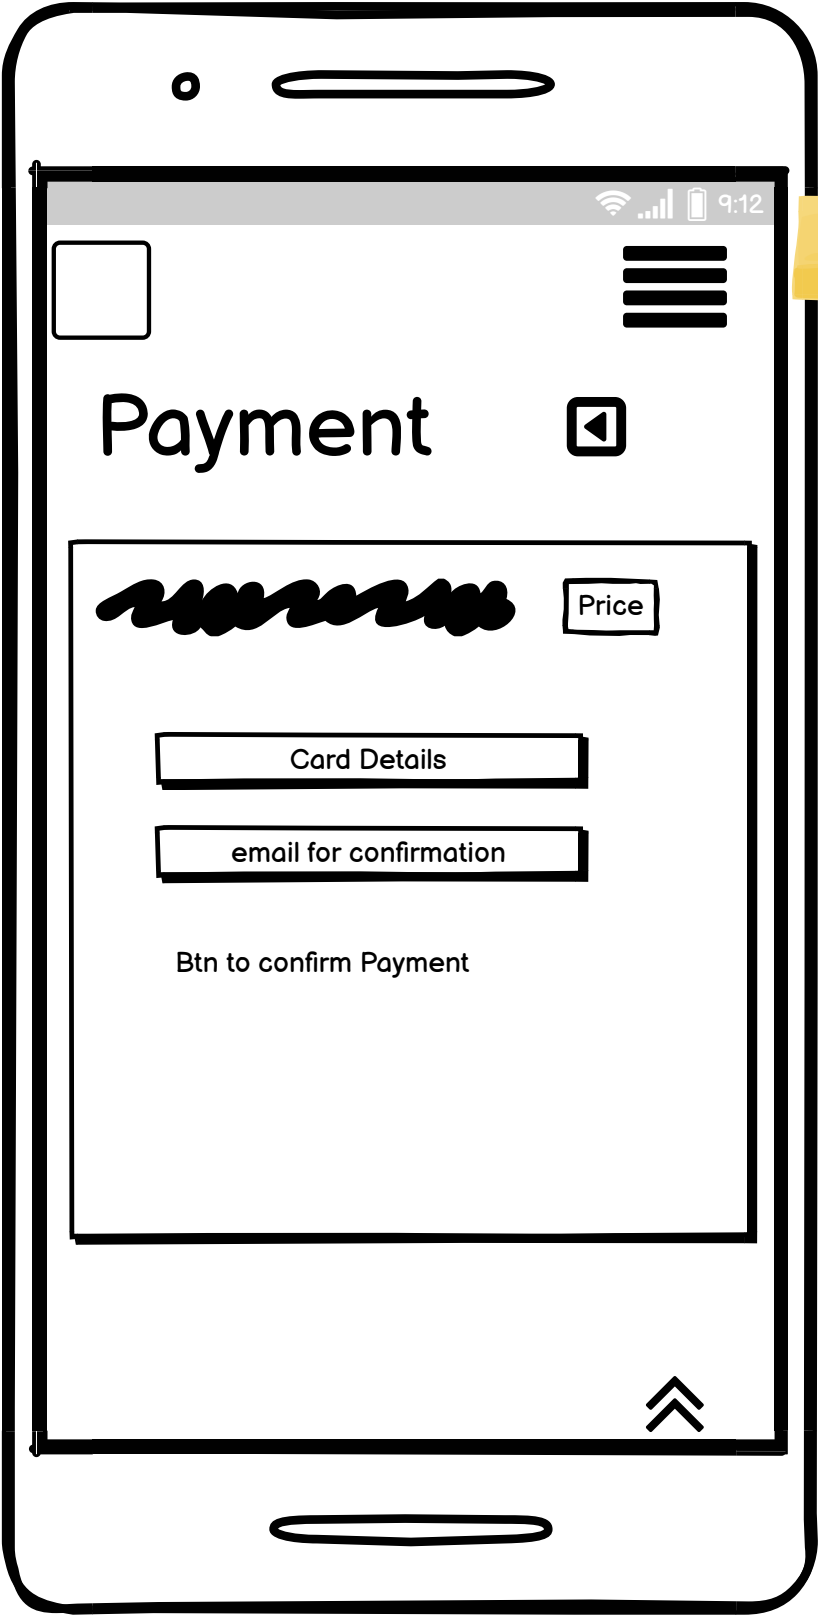 9:12
Payment
Price
Card Details
email for confirmation
Btn to confirm Payment